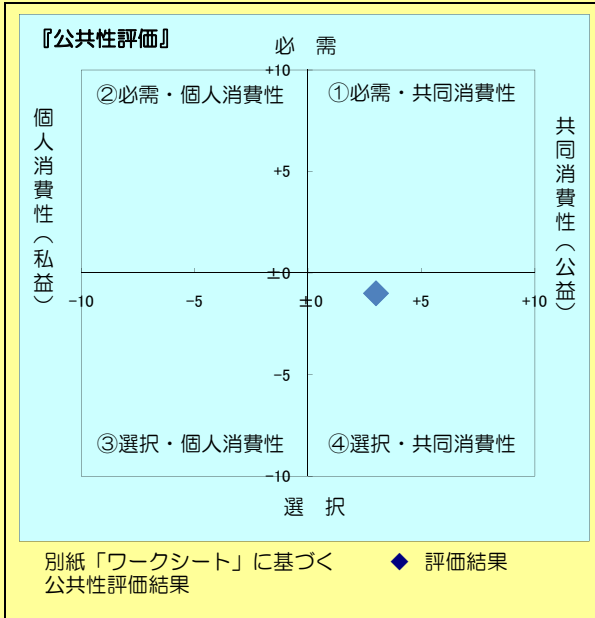 『公共性評価』
必 需
+10
②必需・個人消費性
①必需・共同消費性
個人消費性（私益）
共同消費性（公益）
+5
±0
-10
-5
±0
+5
+10
-5
③選択・個人消費性
④選択・共同消費性
-10
選 択
別紙「ワークシート」に基づく
公共性評価結果
◆ 評価結果